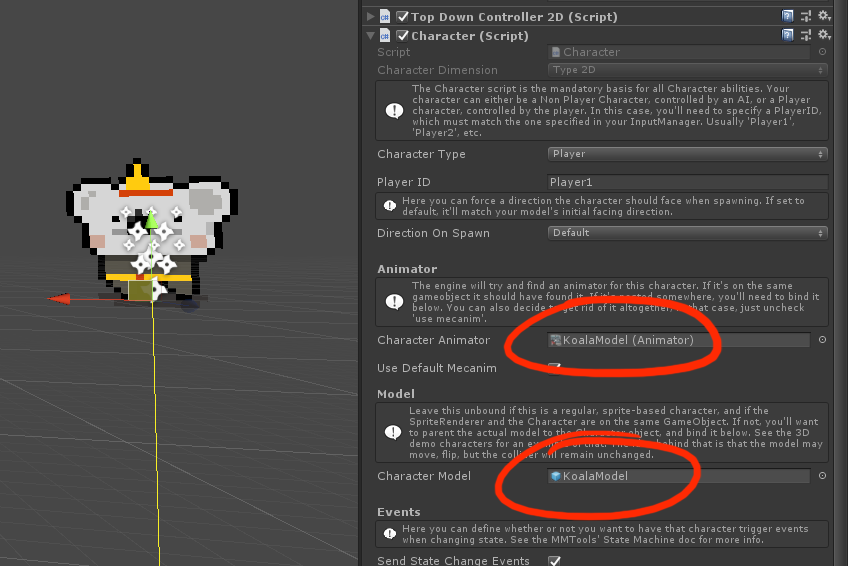 Top Down Controller 2D (Script)
Character (Script)
Script Character
Character Dimension Type 2D
The Character script is the mandatory basis for all Character abilities. Your
character can either be a Non Player Character, controlled by an AI, or a Player
character, controlled by the player. In this case, you'll need to specify a PlayerID,
which must match the one specified in your InputManager. Usually 'Player1',
'Player2', etc.
Character Type Player
Player ID Player1
Here you can force a direction the character should face when spawning. If set to
default, it'll match your model's initial facing direction.
Direction On Spawn Default
Animator
The engine will try and find an animator for this character. If it's on the same
gameobject it should have found it. If it's nested somewhere, you'll need to bind it
below. You can also decide to get rid of it altogether, in that case, just uncheck
'use mecanim'.
Character Animator KoalaModel (Animator)
Use Default Mecanim
Model
Leave this unbound if this is a regular, sprite-based character, and if the
SpriteRenderer and the Character are on the same GameObject. If not, you'll want
to parent the actual model to the Character object, and bind it below. See the 3D
demo characters for an example of that. The idea behind that is that the model may
move, flip, but the collider will remain unchanged.
Character Model KoalaModel
Events
Here you can define whether or not you want to have that character trigger events
when changing state. See the MMTools' State Machine doc for more info.
Send State Change Events